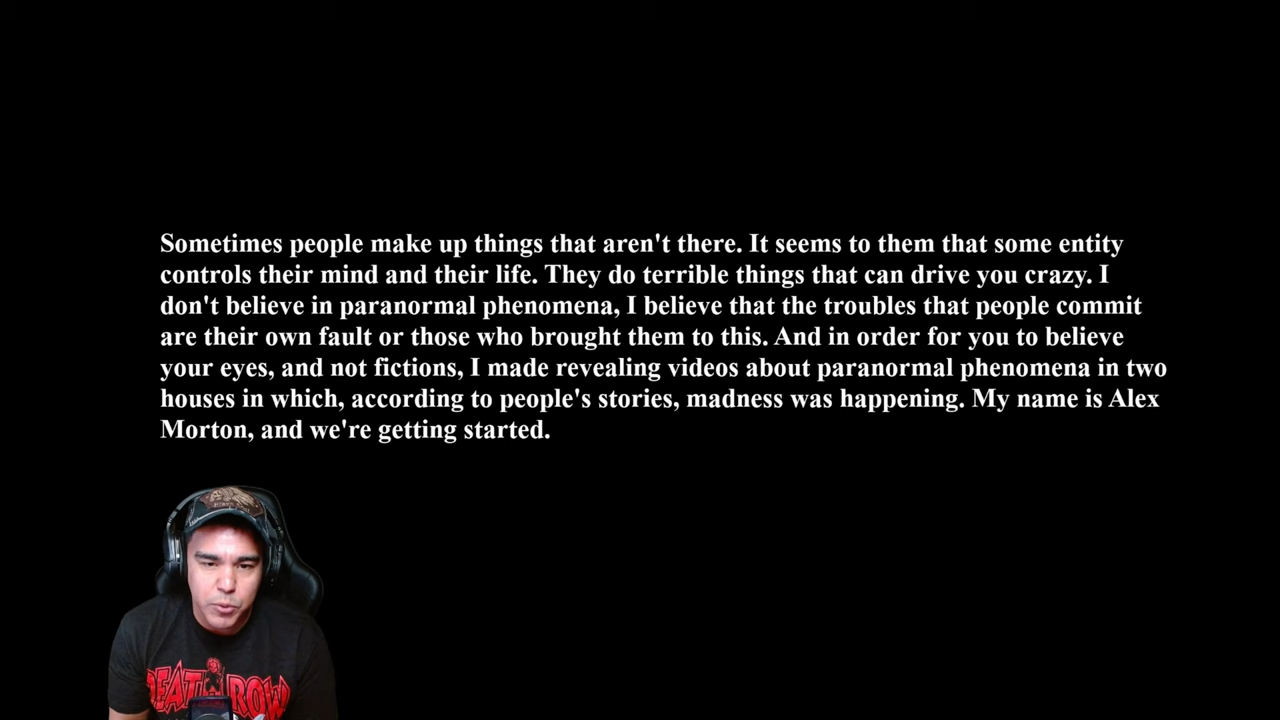 Sometimes people make up things that aren't there. It seems to them that some entity
controls their mind and their life. They do terrible things that can drive you crazy. I
don't believe in paranormal phenomena, I believe that the troubles that people commit
are their own fault or those who brought them to this. And in order for you to believe
your eyes, and not fictions, I made revealing videos about paranormal phenomena in two
houses in which, according to people's stories, madness was happening. My name is Alex
Morton, and we're getting started.
DEATH ROW